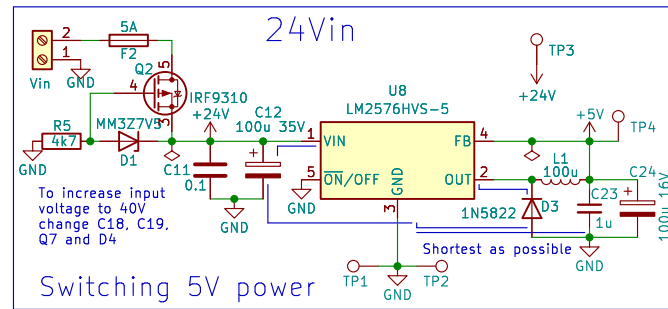 24Vin
5A
F2
2
1
Vin
GND
Q2
5
4
3
IRF9310
+24V
R5
4k7
GND
MM3Z7V5
D1
C11
0.1
C12
100u 35V
GND
U8
LM2576HVS-5
1
VIN
FB
4
5
ON/OFF
GND
OUT
2
3
GND
TP3
+24V
+5V
TP4
L1
100u
C24
100u 16V
C23
1u
1N5822
D3
GND
Shortest as possible
TP1
GND
TP2
To increase input
voltage to 40V
change C18, C19,
Q7 and D4
Switching 5V power